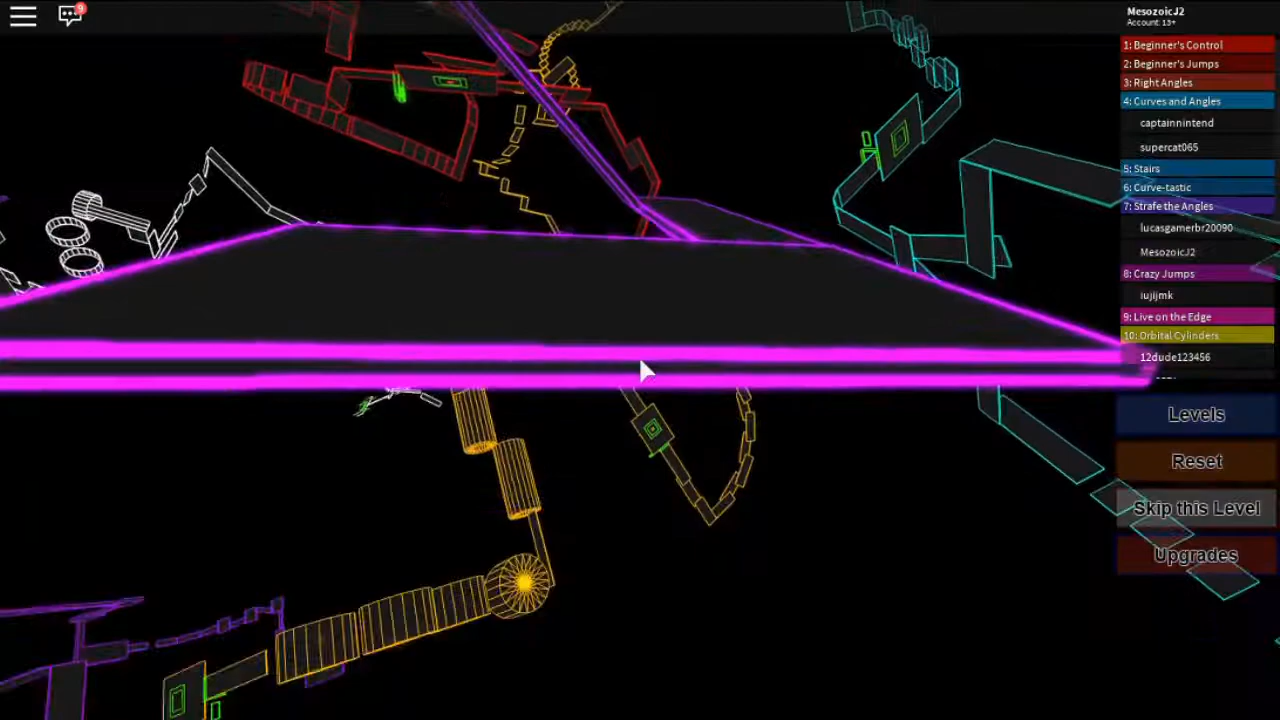 9
MesozoicJ2
Account: 13+
1: Beginner's Control
2: Beginner's Jumps
3: Right Angles
4: Curves and Angles
captainnintend
supercat065
5: Stairs
6: Curve-tastic
7: Strafe the Angles
lucasgamerbr20090
MesozoicJ2
8: Crazy Jumps
iujijmk
9: Live on the Edge
10: Orbital Cylinders
12dude123456
Levels
Reset
Skip this Level
Upgrades